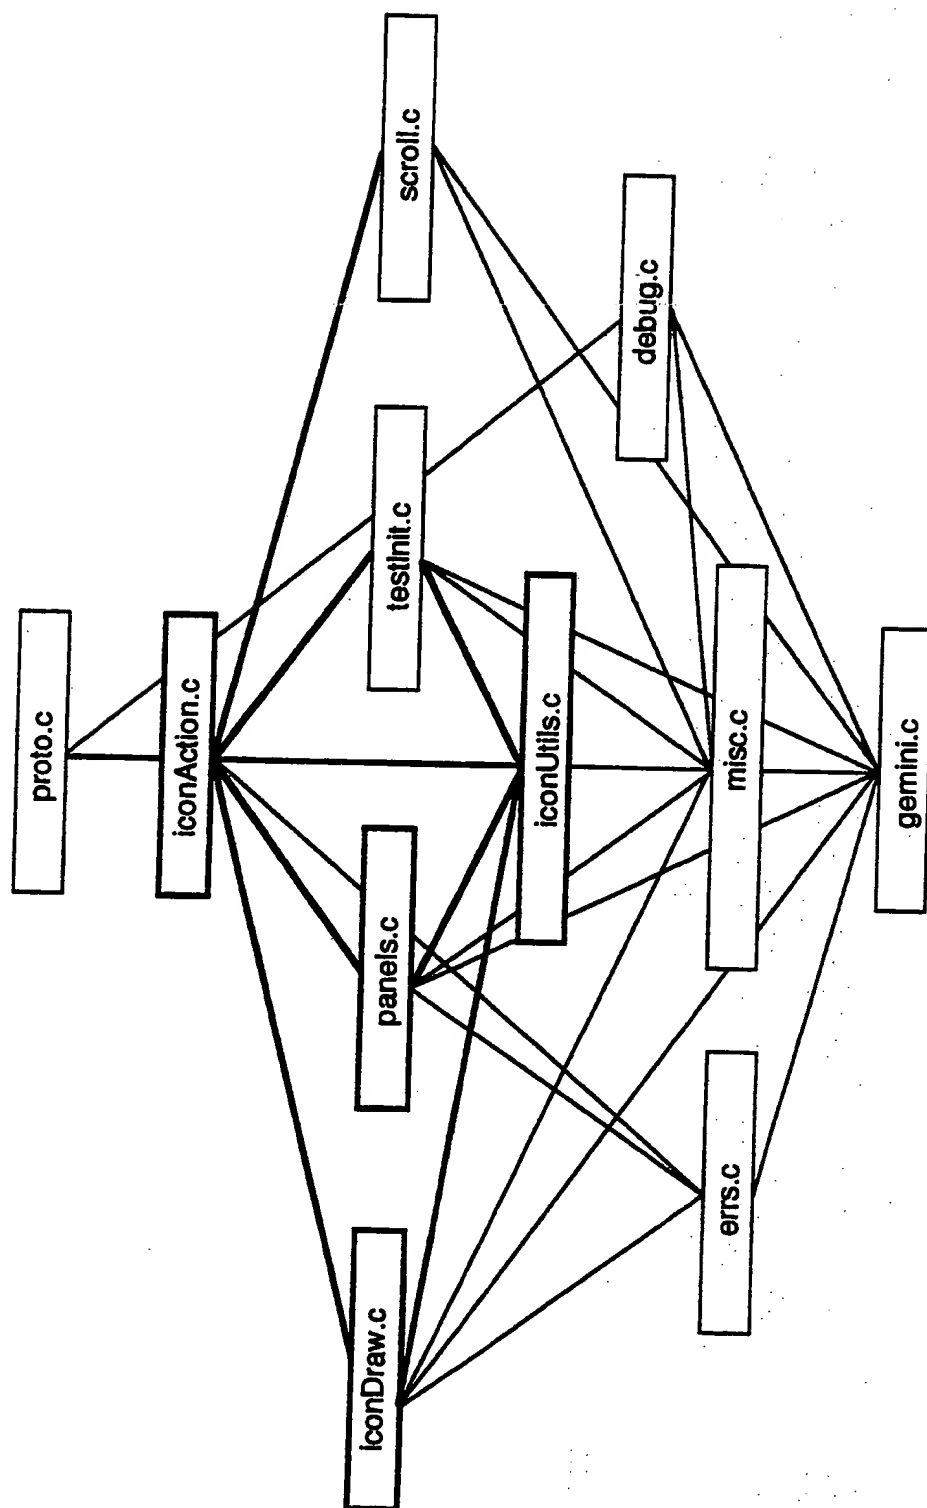 proto.c
iconAction.c
iconDraw.c
panels.c
testInit.c
scroll.c
iconUtils.c
debug.c
errs.c
misc.c
gemini.c